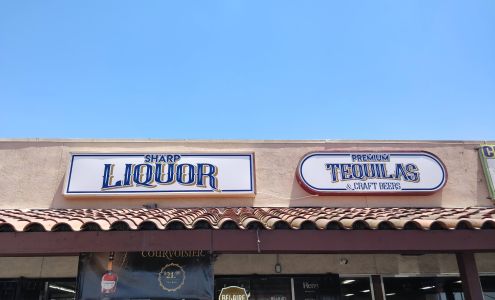 SHARP
LIQUOR
PREMIUM
TEQUILAS
& CRAFT BEERS
COURVOISIER